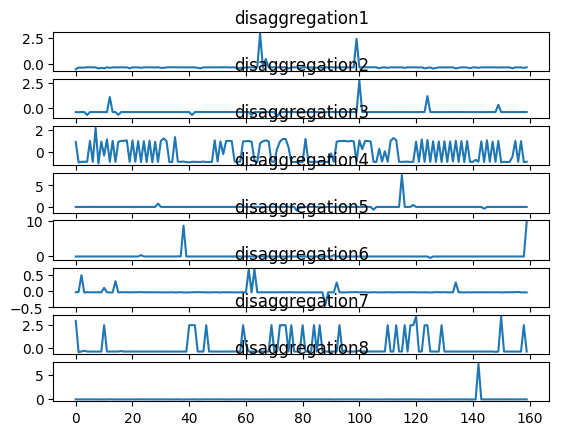 disaggregation1
2.5
0.0
disaggregation2
2.5
0.0
disaggregation3
2
0
disaggregation4
5
0
disaggregation5
10
0
disaggregation6
0.5
0.0
-0.5
disaggregation7
2.5
0.0
disaggregation8
5
0
0 20 40 60 80 100 120 140 160